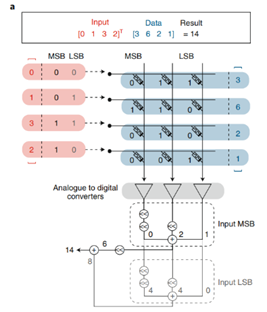 a
Input Data Result
[0 1 3 2]ᵀ [3 6 2 1] = 14
MSB LSB MSB LSB
0 0 0 0 1 1 3
1 0 1 1 1 0 6
3 1 1 0 1 0 2
2 1 0 0 0 1 1
Analogue to digital
converters
<< <<
<< Input MSB
0 2 1
14 + 6 << +
8
<< << Input LSB
4 4 0
+